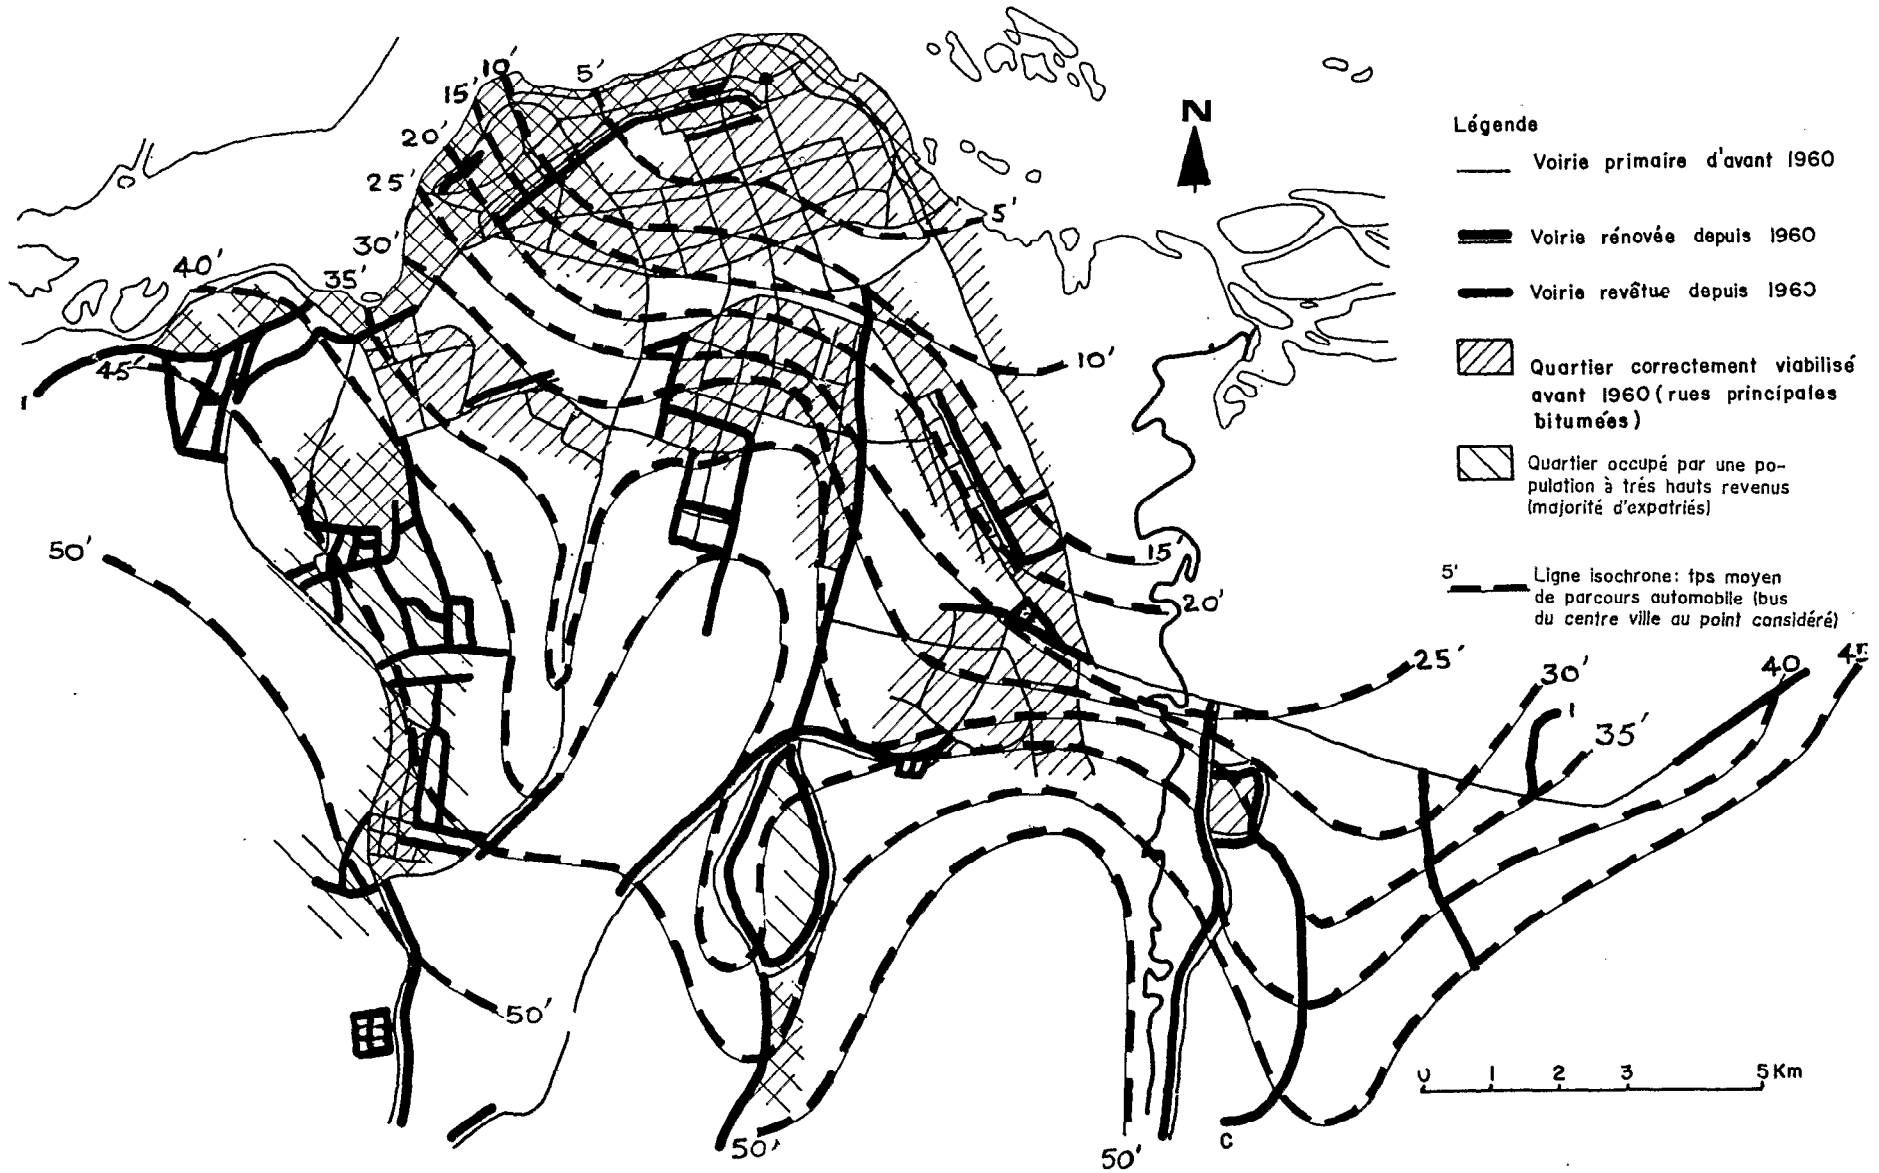 10'
5'
15'
20'
25'
30'
40'
35'
45'
I
50'
N
5'
10'
15'
20'
25'
30'
40
45
I
35'
50'
50'
50'
C
Légende
Voirie primaire d'avant 1960
Voirie rénovée depuis 1960
Voirie revêtue depuis 1960
Quartier correctement viabilisé
avant 1960 (rues principales
bitumées)
Quartier occupé par une po-
pulation à trés hauts revenus
(majorité d'expatriés)
5'
Ligne isochrone: tps moyen
de parcours automobile (bus
du centre ville au point considéré)
0 1 2 3 5 Km